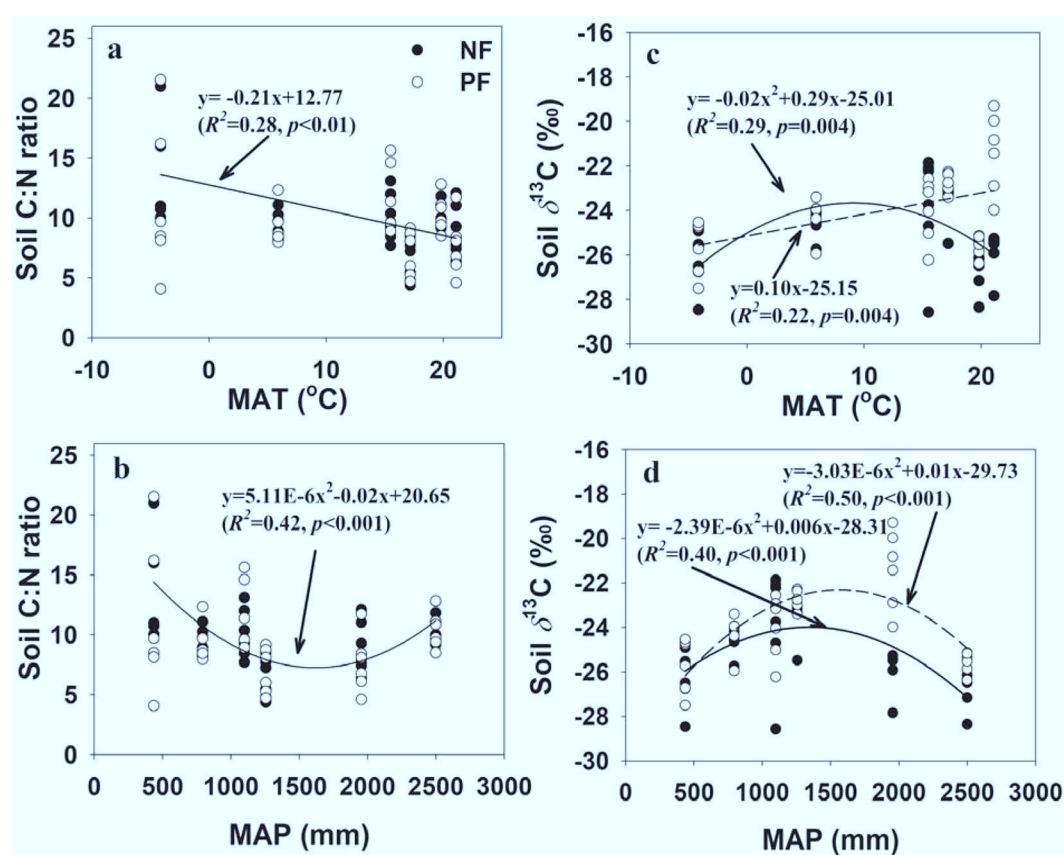 a
NF
PF
y= -0.21x+12.77
(R²=0.28, p<0.01)
Soil C:N ratio
25
20
15
10
5
0
-10
0
10
20
MAT (°C)
c
y= -0.02x²+0.29x-25.01
(R²=0.29, p=0.004)
y=0.10x-25.15
(R²=0.22, p=0.004)
Soil δ¹³C (‰)
-16
-18
-20
-22
-24
-26
-28
-30
-10
0
10
20
MAT (°C)
b
y=5.11E-6x²-0.02x+20.65
(R²=0.42, p<0.001)
Soil C:N ratio
25
20
15
10
5
0
0
500
1000
1500
2000
2500
3000
MAP (mm)
d
y=-3.03E-6x²+0.01x-29.73
(R²=0.50, p<0.001)
y= -2.39E-6x²+0.006x-28.31
(R²=0.40, p<0.001)
Soil δ¹³C (‰)
-16
-18
-20
-22
-24
-26
-28
-30
0
500
1000
1500
2000
2500
3000
MAP (mm)